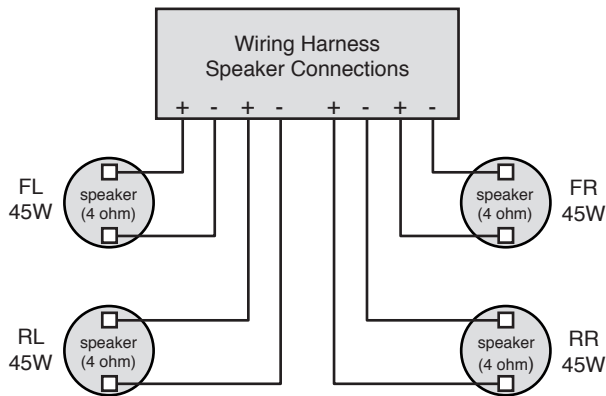 Wiring Harness
Speaker Connections
+ - + - + - + -
FL
45W
speaker
(4 ohm)
speaker
(4 ohm)
FR
45W
RL
45W
speaker
(4 ohm)
speaker
(4 ohm)
RR
45W